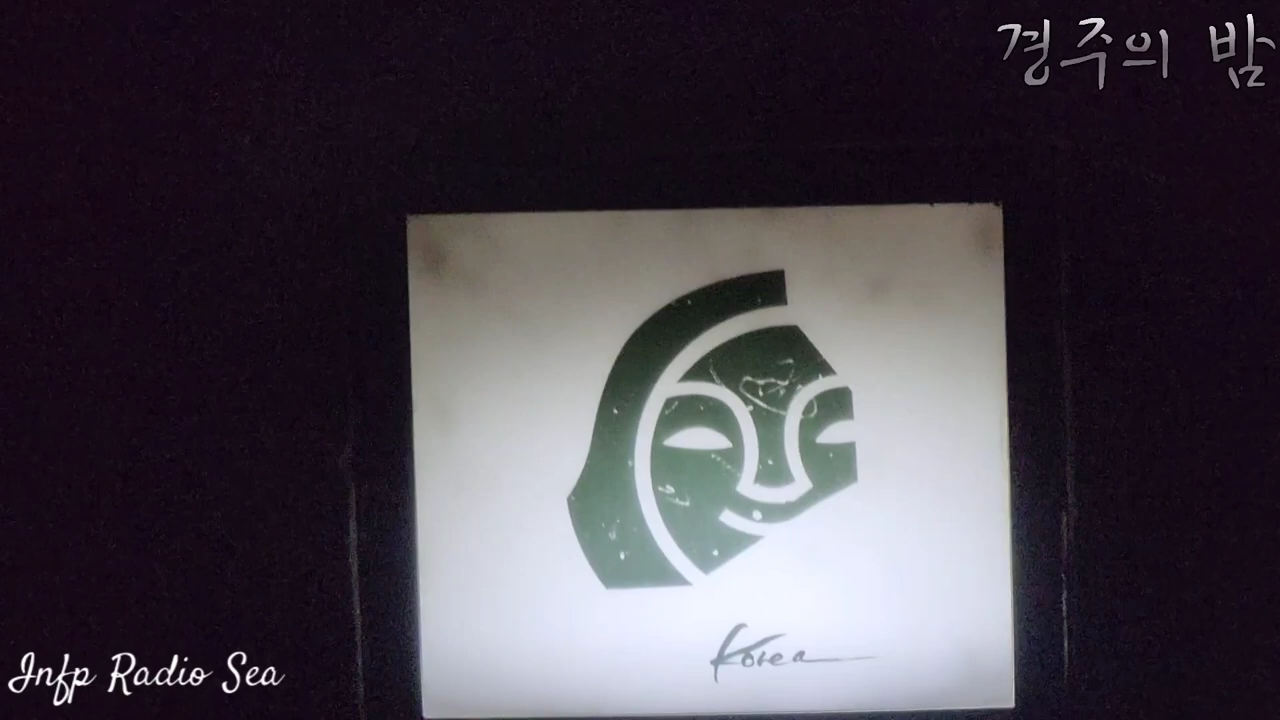 경주의 밤
Korea
Infp Radio Sea